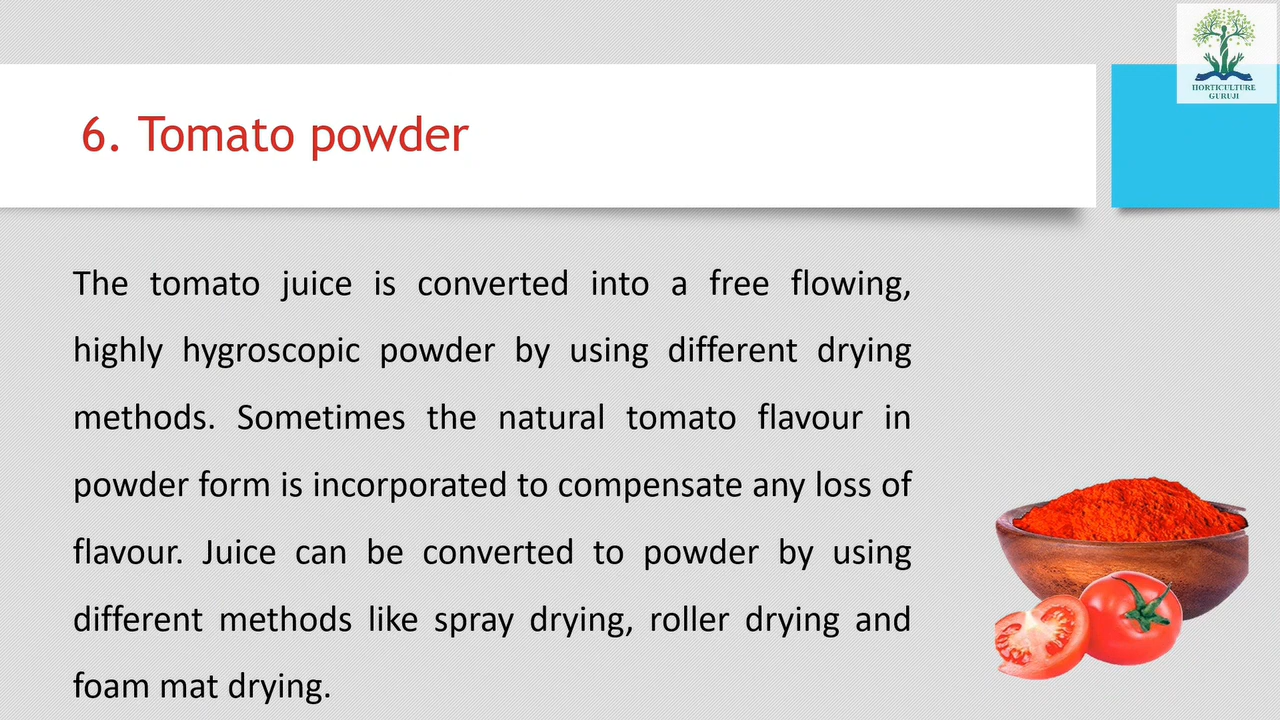 HORTICULTURE
GURUJI
6. Tomato powder
The tomato juice is converted into a free flowing,
highly hygroscopic powder by using different drying
methods. Sometimes the natural tomato flavour in
powder form is incorporated to compensate any loss of
flavour. Juice can be converted to powder by using
different methods like spray drying, roller drying and
foam mat drying.